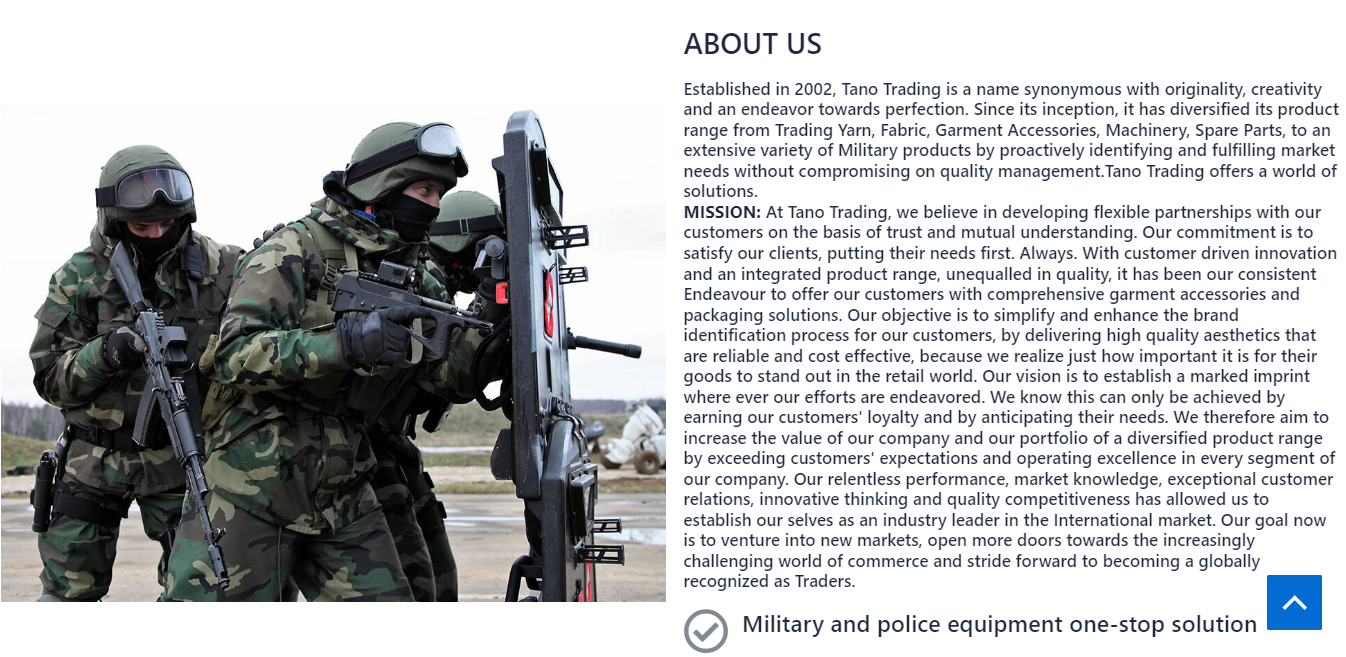 ABOUT US
Established in 2002, Tano Trading is a name synonymous with originality, creativity
and an endeavor towards perfection. Since its inception, it has diversified its product
range from Trading Yarn, Fabric, Garment Accessories, Machinery, Spare Parts, to an
extensive variety of Military products by proactively identifying and fulfilling market
needs without compromising on quality management.Tano Trading offers a world of
solutions.
MISSION: At Tano Trading, we believe in developing flexible partnerships with our
customers on the basis of trust and mutual understanding. Our commitment is to
satisfy our clients, putting their needs first. Always. With customer driven innovation
and an integrated product range, unequalled in quality, it has been our consistent
Endeavour to offer our customers with comprehensive garment accessories and
packaging solutions. Our objective is to simplify and enhance the brand
identification process for our customers, by delivering high quality aesthetics that
are reliable and cost effective, because we realize just how important it is for their
goods to stand out in the retail world. Our vision is to establish a marked imprint
where ever our efforts are endeavored. We know this can only be achieved by
earning our customers' loyalty and by anticipating their needs. We therefore aim to
increase the value of our company and our portfolio of a diversified product range
by exceeding customers' expectations and operating excellence in every segment of
our company. Our relentless performance, market knowledge, exceptional customer
relations, innovative thinking and quality competitiveness has allowed us to
establish our selves as an industry leader in the International market. Our goal now
is to venture into new markets, open more doors towards the increasingly
challenging world of commerce and stride forward to becoming a globally
recognized as Traders.
Military and police equipment one-stop solution